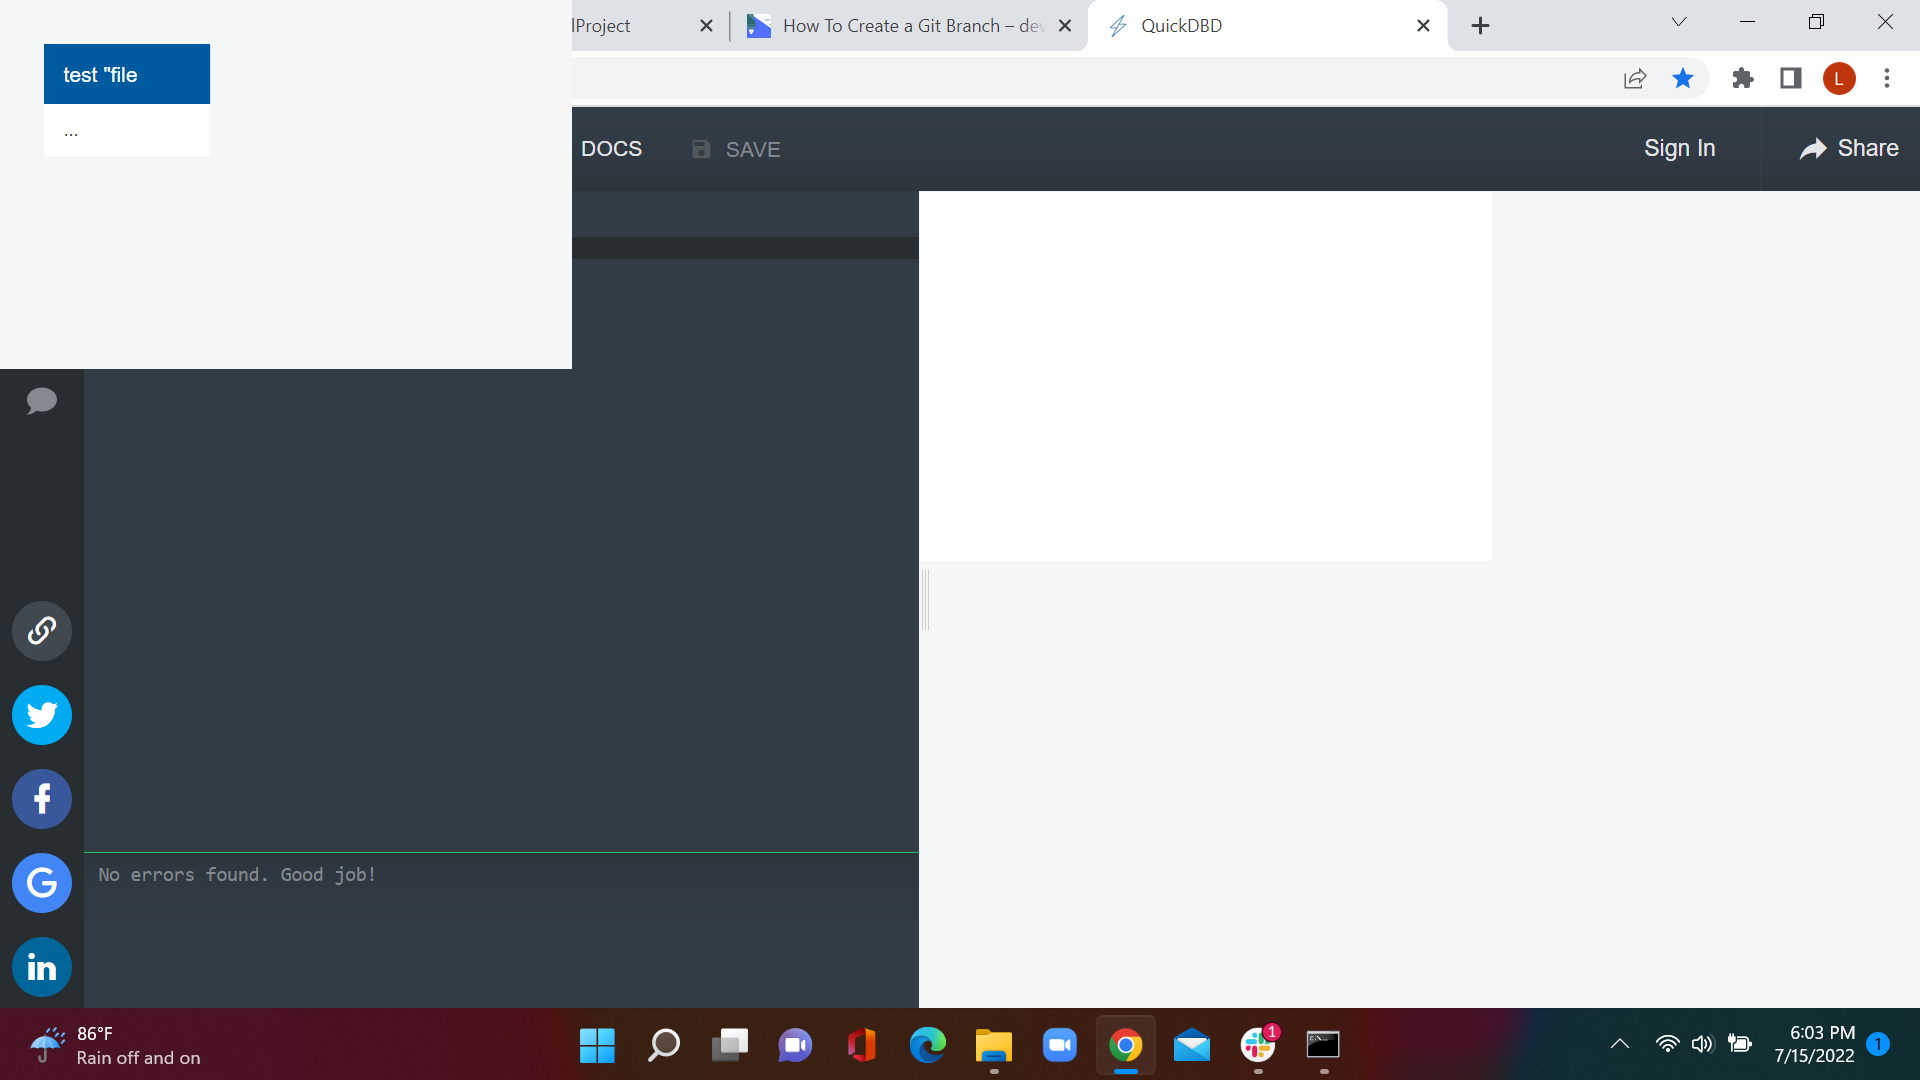 lProject
How To Create a Git Branch – dev
QuickDBD
test "file
...
L
DOCS
SAVE
Sign In
Share
No errors found. Good job!
86°F
Rain off and on
1
6:03 PM
7/15/2022
1